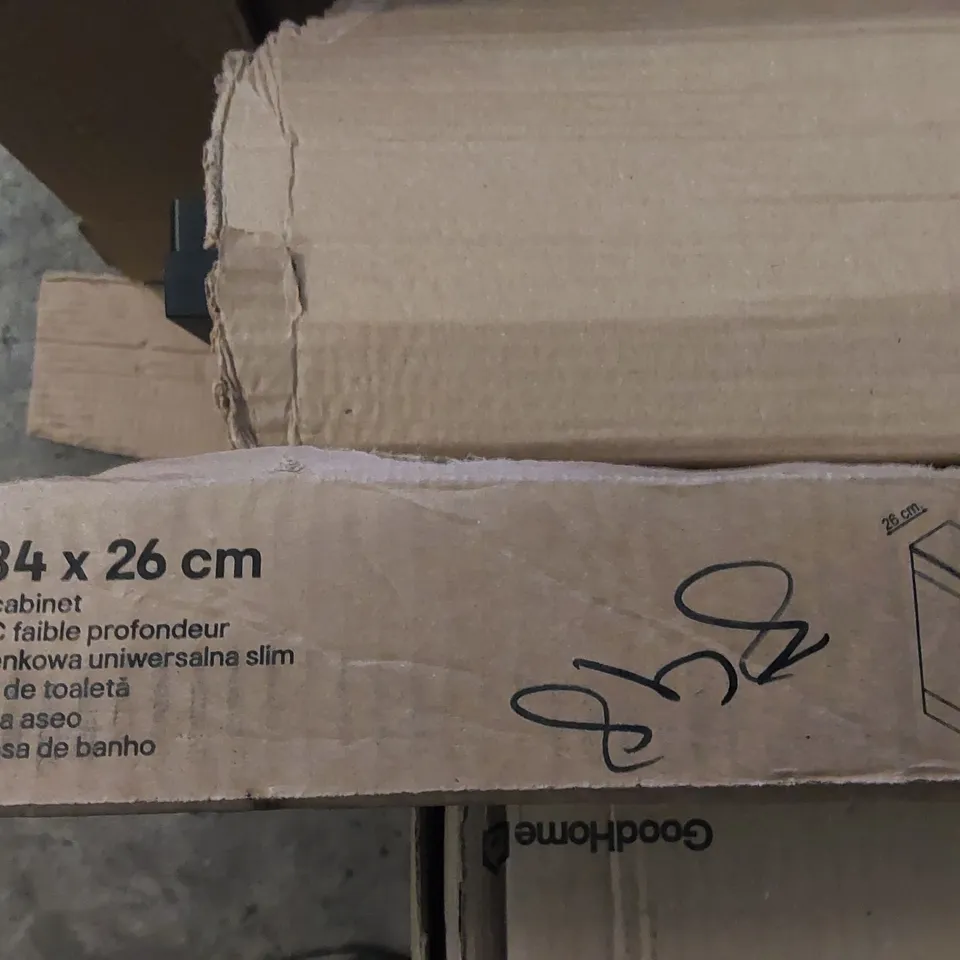 34 x 26 cm
cabinet
C faible profondeur
enkowa uniwersalna slim
de toaletă
a aseo
sa de banho
26 cm
GoodHome